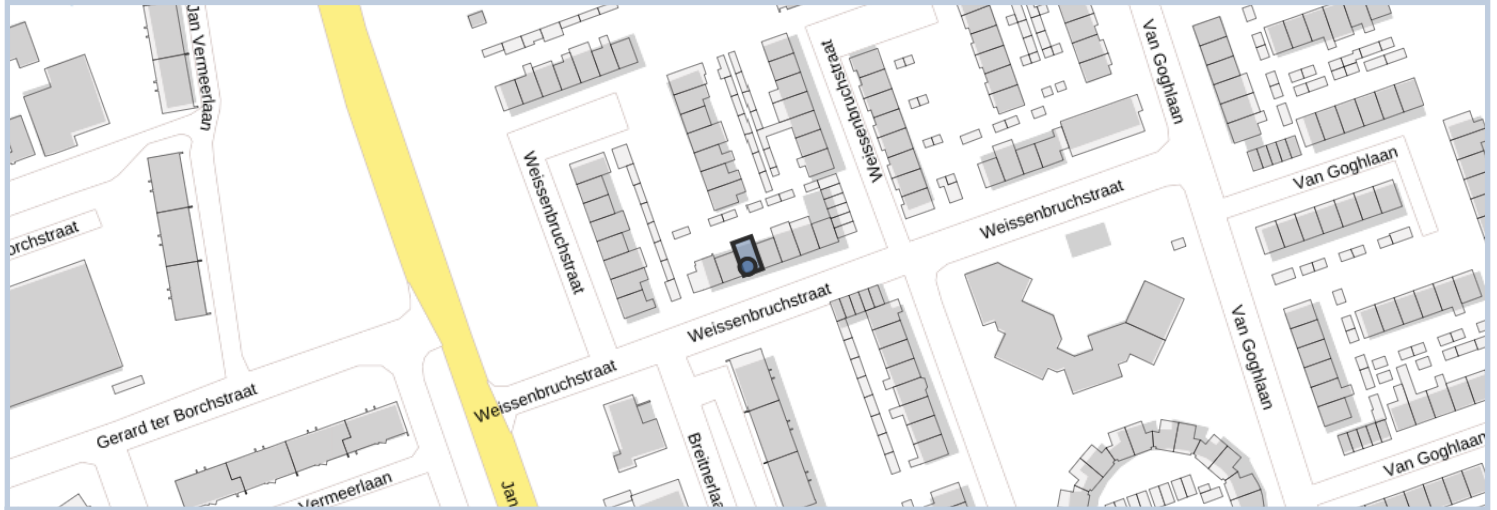 Jan Vermeerlaan
Weissenbruchstraat
Van Goghlaan
Van Goghlaan
Weissenbruchstraat
Weissenbruchstraat
orchstraat
Weissenbruchstraat
Weissenbruchstraat
Van Goghlaan
Gerard ter Borchstraat
Breitnerla
Van Goghlaan
Vermeerlaan
Jan